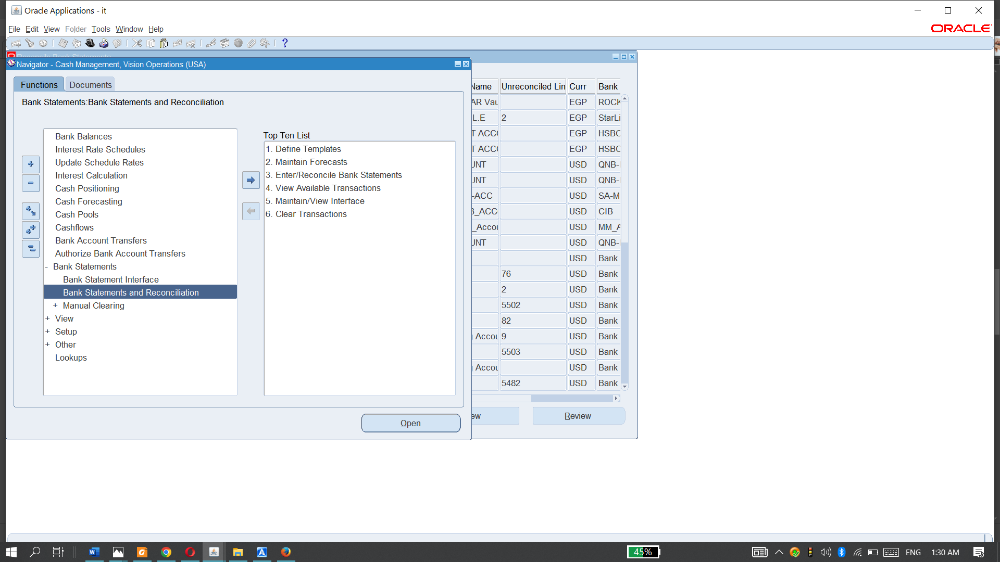 Oracle Applications - it
File Edit View Folder Tools Window Help
ORACLE
Reconcile Bank Statements
Navigator - Cash Management, Vision Operations (USA)
Functions Documents
Bank Statements:Bank Statements and Reconciliation
Bank Balances
Interest Rate Schedules
Update Schedule Rates
Interest Calculation
Cash Positioning
Cash Forecasting
Cash Pools
Cashflows
Bank Account Transfers
Authorize Bank Account Transfers
- Bank Statements
Bank Statement Interface
Bank Statements and Reconciliation
+ Manual Clearing
+ View
+ Setup
+ Other
Lookups
Top Ten List
1. Define Templates
2. Maintain Forecasts
3. Enter/Reconcile Bank Statements
4. View Available Transactions
5. Maintain/View Interface
6. Clear Transactions
Open
Name Unreconciled Lin Curr Bank
AR Vau EGP ROCK
L.E 2 EGP StarLi
T ACC EGP HSBC
T ACC EGP HSBC
UNT USD QNB-
UNT USD QNB-
-ACC USD SA-M
B_ACC USD CIB
_Accou USD MM_A
UNT USD QNB-
USD Bank
76 USD Bank
2 USD Bank
5502 USD Bank
82 USD Bank
g Accou 9 USD Bank
5503 USD Bank
g Accou USD Bank
5482 USD Bank
ew Review
45% ENG 1:30 AM